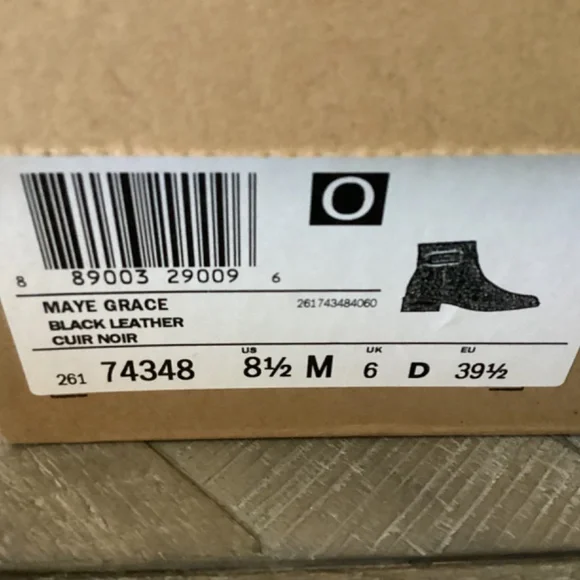 O
8 89003 29009 6
MAYE GRACE 261743484060
BLACK LEATHER
CUIR NOIR
US UK EU
261 74348 8½ M 6 D 39½